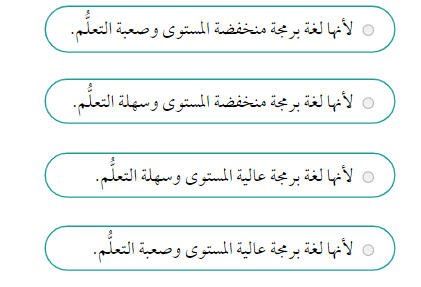 لأنها لغة برمجة منخفضة المستوى وصعبة التعلُّم.
لأنها لغة برمجة منخفضة المستوى وسهلة التعلُّم.
لأنها لغة برمجة عالية المستوى وسهلة التعلُّم.
لأنها لغة برمجة عالية المستوى وصعبة التعلُّم.